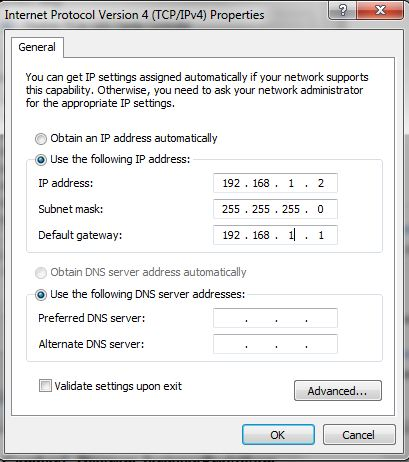 Internet Protocol Version 4 (TCP/IPv4) Properties
General
You can get IP settings assigned automatically if your network supports
this capability. Otherwise, you need to ask your network administrator
for the appropriate IP settings.
Obtain an IP address automatically
Use the following IP address:
IP address: 192 . 168 . 1 . 2
Subnet mask: 255 . 255 . 255 . 0
Default gateway: 192 . 168 . 1 . 1
Obtain DNS server address automatically
Use the following DNS server addresses:
Preferred DNS server: . . .
Alternate DNS server: . . .
Validate settings upon exit
Advanced...
OK Cancel